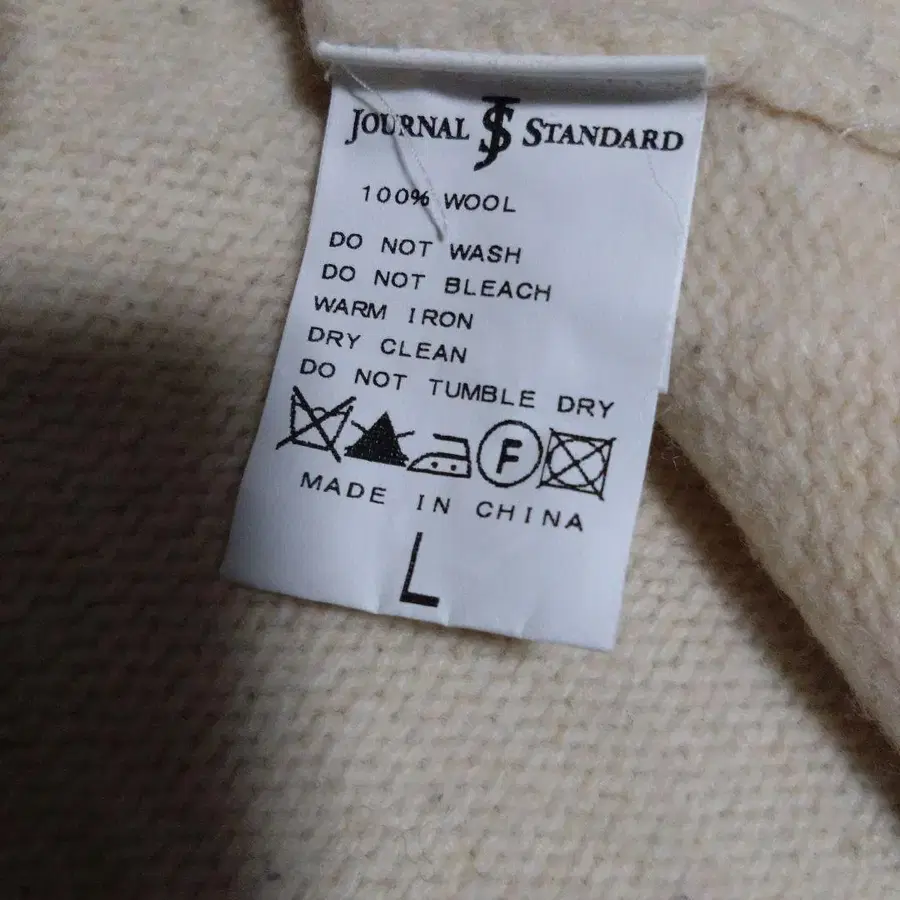 JOURNAL JS STANDARD
100% WOOL
DO NOT WASH
DO NOT BLEACH
WARM IRON
DRY CLEAN
DO NOT TUMBLE DRY
F
MADE IN CHINA
L